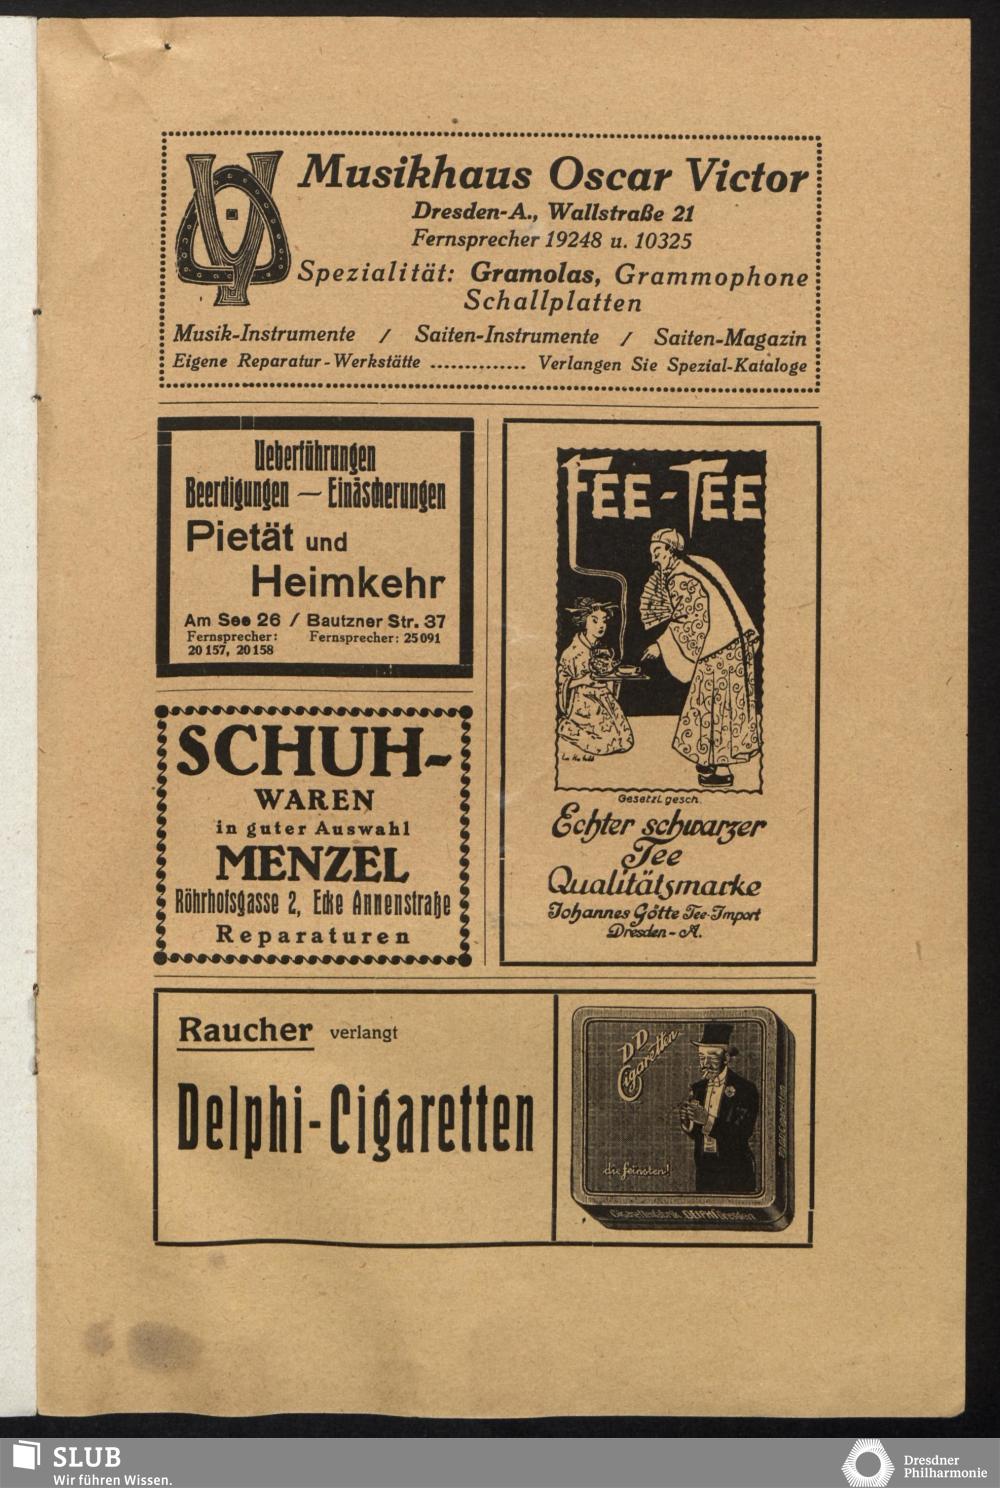 Musikhaus Oscar Victor
Dresden-A., Wallstraße 21
Fernsprecher 19248 u. 10325
Spezialität: Gramolas, Grammophone
Schallplatten
Musik-Instrumente / Saiten-Instrumente / Saiten-Magazin
Eigene Reparatur-Werkstätte .............. Verlangen Sie Spezial-Kataloge
Ueberführungen
Beerdigungen — Einäscherungen
Pietät und
Heimkehr
Am See 26 / Bautzner Str. 37
Fernsprecher: Fernsprecher: 25091
20157, 20158
SCHUH-
WAREN
in guter Auswahl
MENZEL
Röhrhofsgasse 2, Ecke Annenstraße
Reparaturen
FEE-TEE
Gesetzl. gesch.
Echter schwarzer
Tee
Qualitätsmarke
Johannes Götte Tee-Import
Dresden-A.
Raucher verlangt
Delphi-Cigaretten
DD
Cigaretten
die feinsten!
Cigarettenfabrik DELPHI Dresden
SLUB
Wir führen Wissen.
Dresdner
Philharmonie